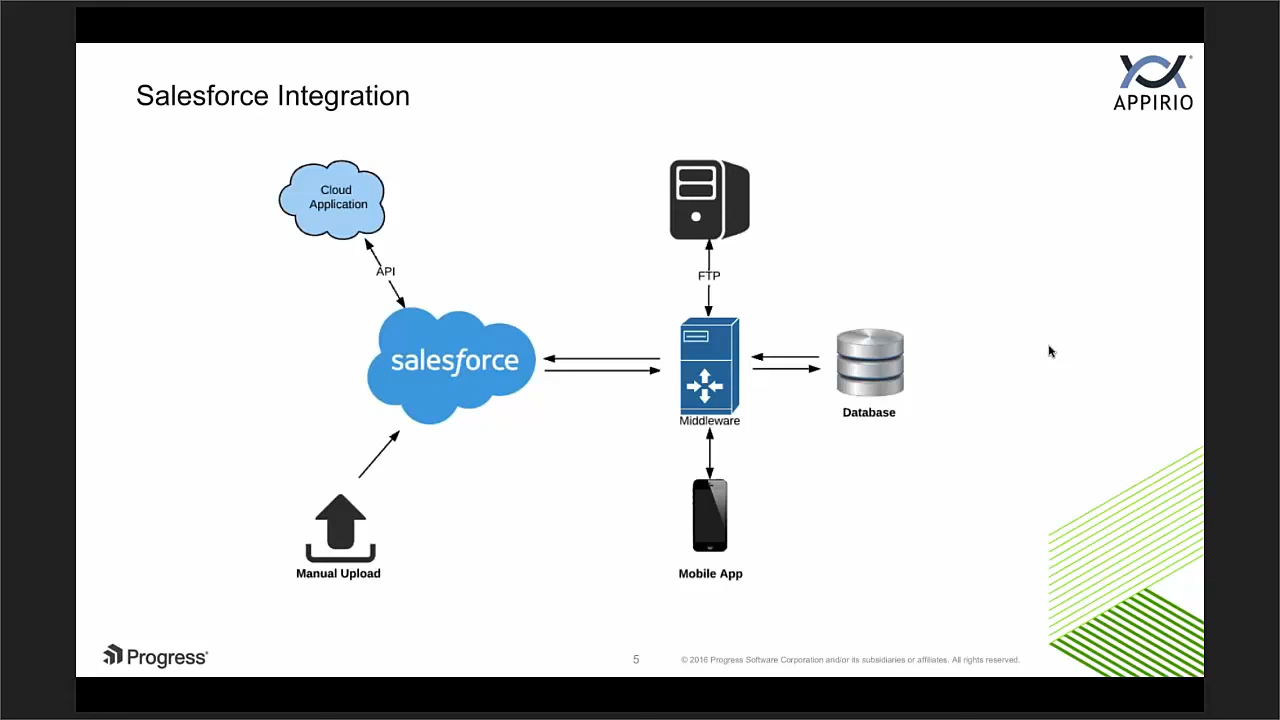 Salesforce Integration
APPIRIO
Cloud
Application
API
FTP
salesforce
Middleware
Database
Manual Upload
Mobile App
Progress
5
© 2016 Progress Software Corporation and/or its subsidiaries or affiliates. All rights reserved.